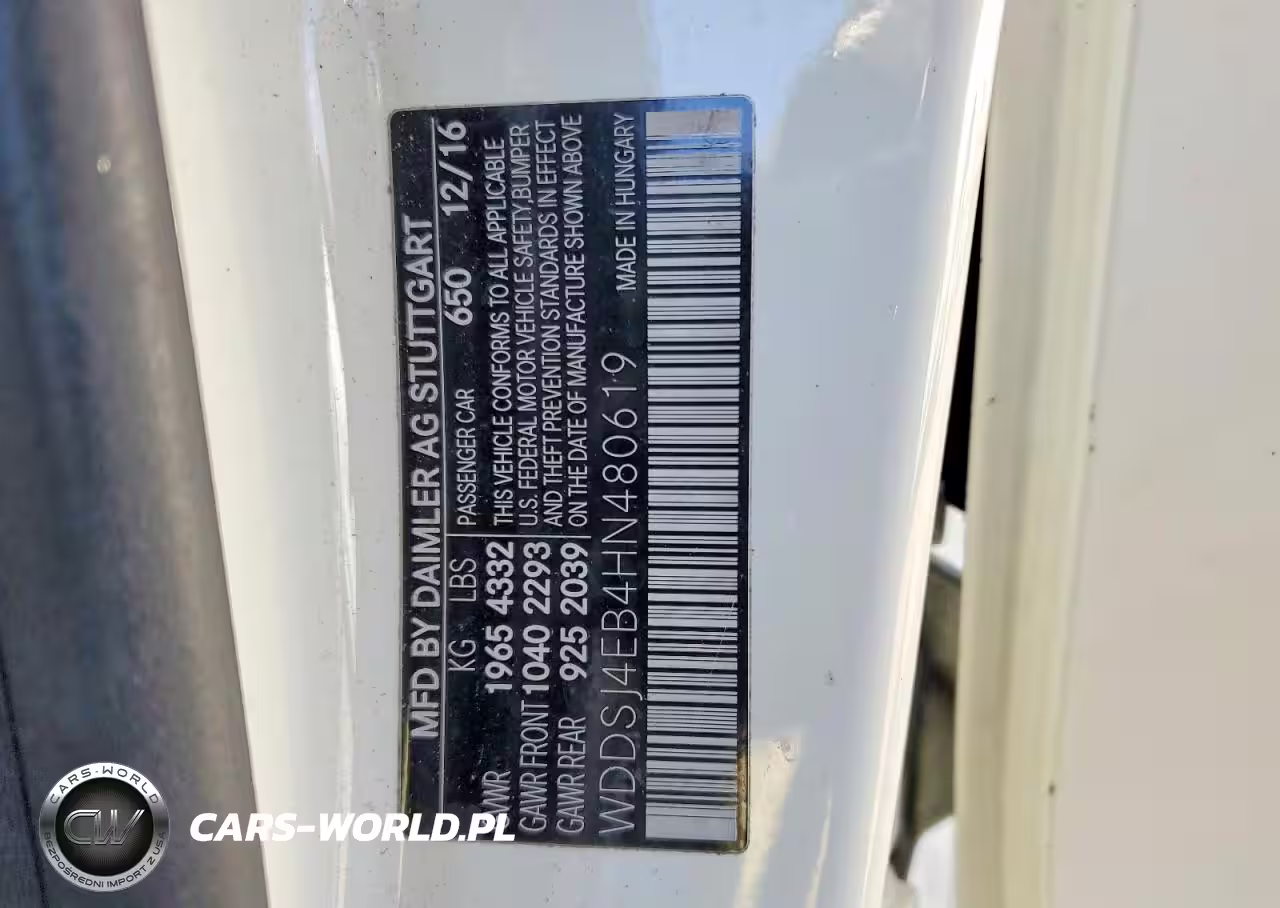 MFD BY DAIMLER AG STUTTGART
KG LBS PASSENGER CAR 650 12/16
GVWR 1965 4332 THIS VEHICLE CONFORMS TO ALL APPLICABLE
GAWR FRONT 1040 2293 U.S. FEDERAL MOTOR VEHICLE SAFETY,BUMPER
AND THEFT PREVENTION STANDARDS IN EFFECT
GAWR REAR 925 2039 ON THE DATE OF MANUFACTURE SHOWN ABOVE
WDDSJ4EB4HN480619 MADE IN HUNGARY
CARS-WORLD
CW
BEZPOŚREDNI IMPORT Z USA
CARS-WORLD.PL